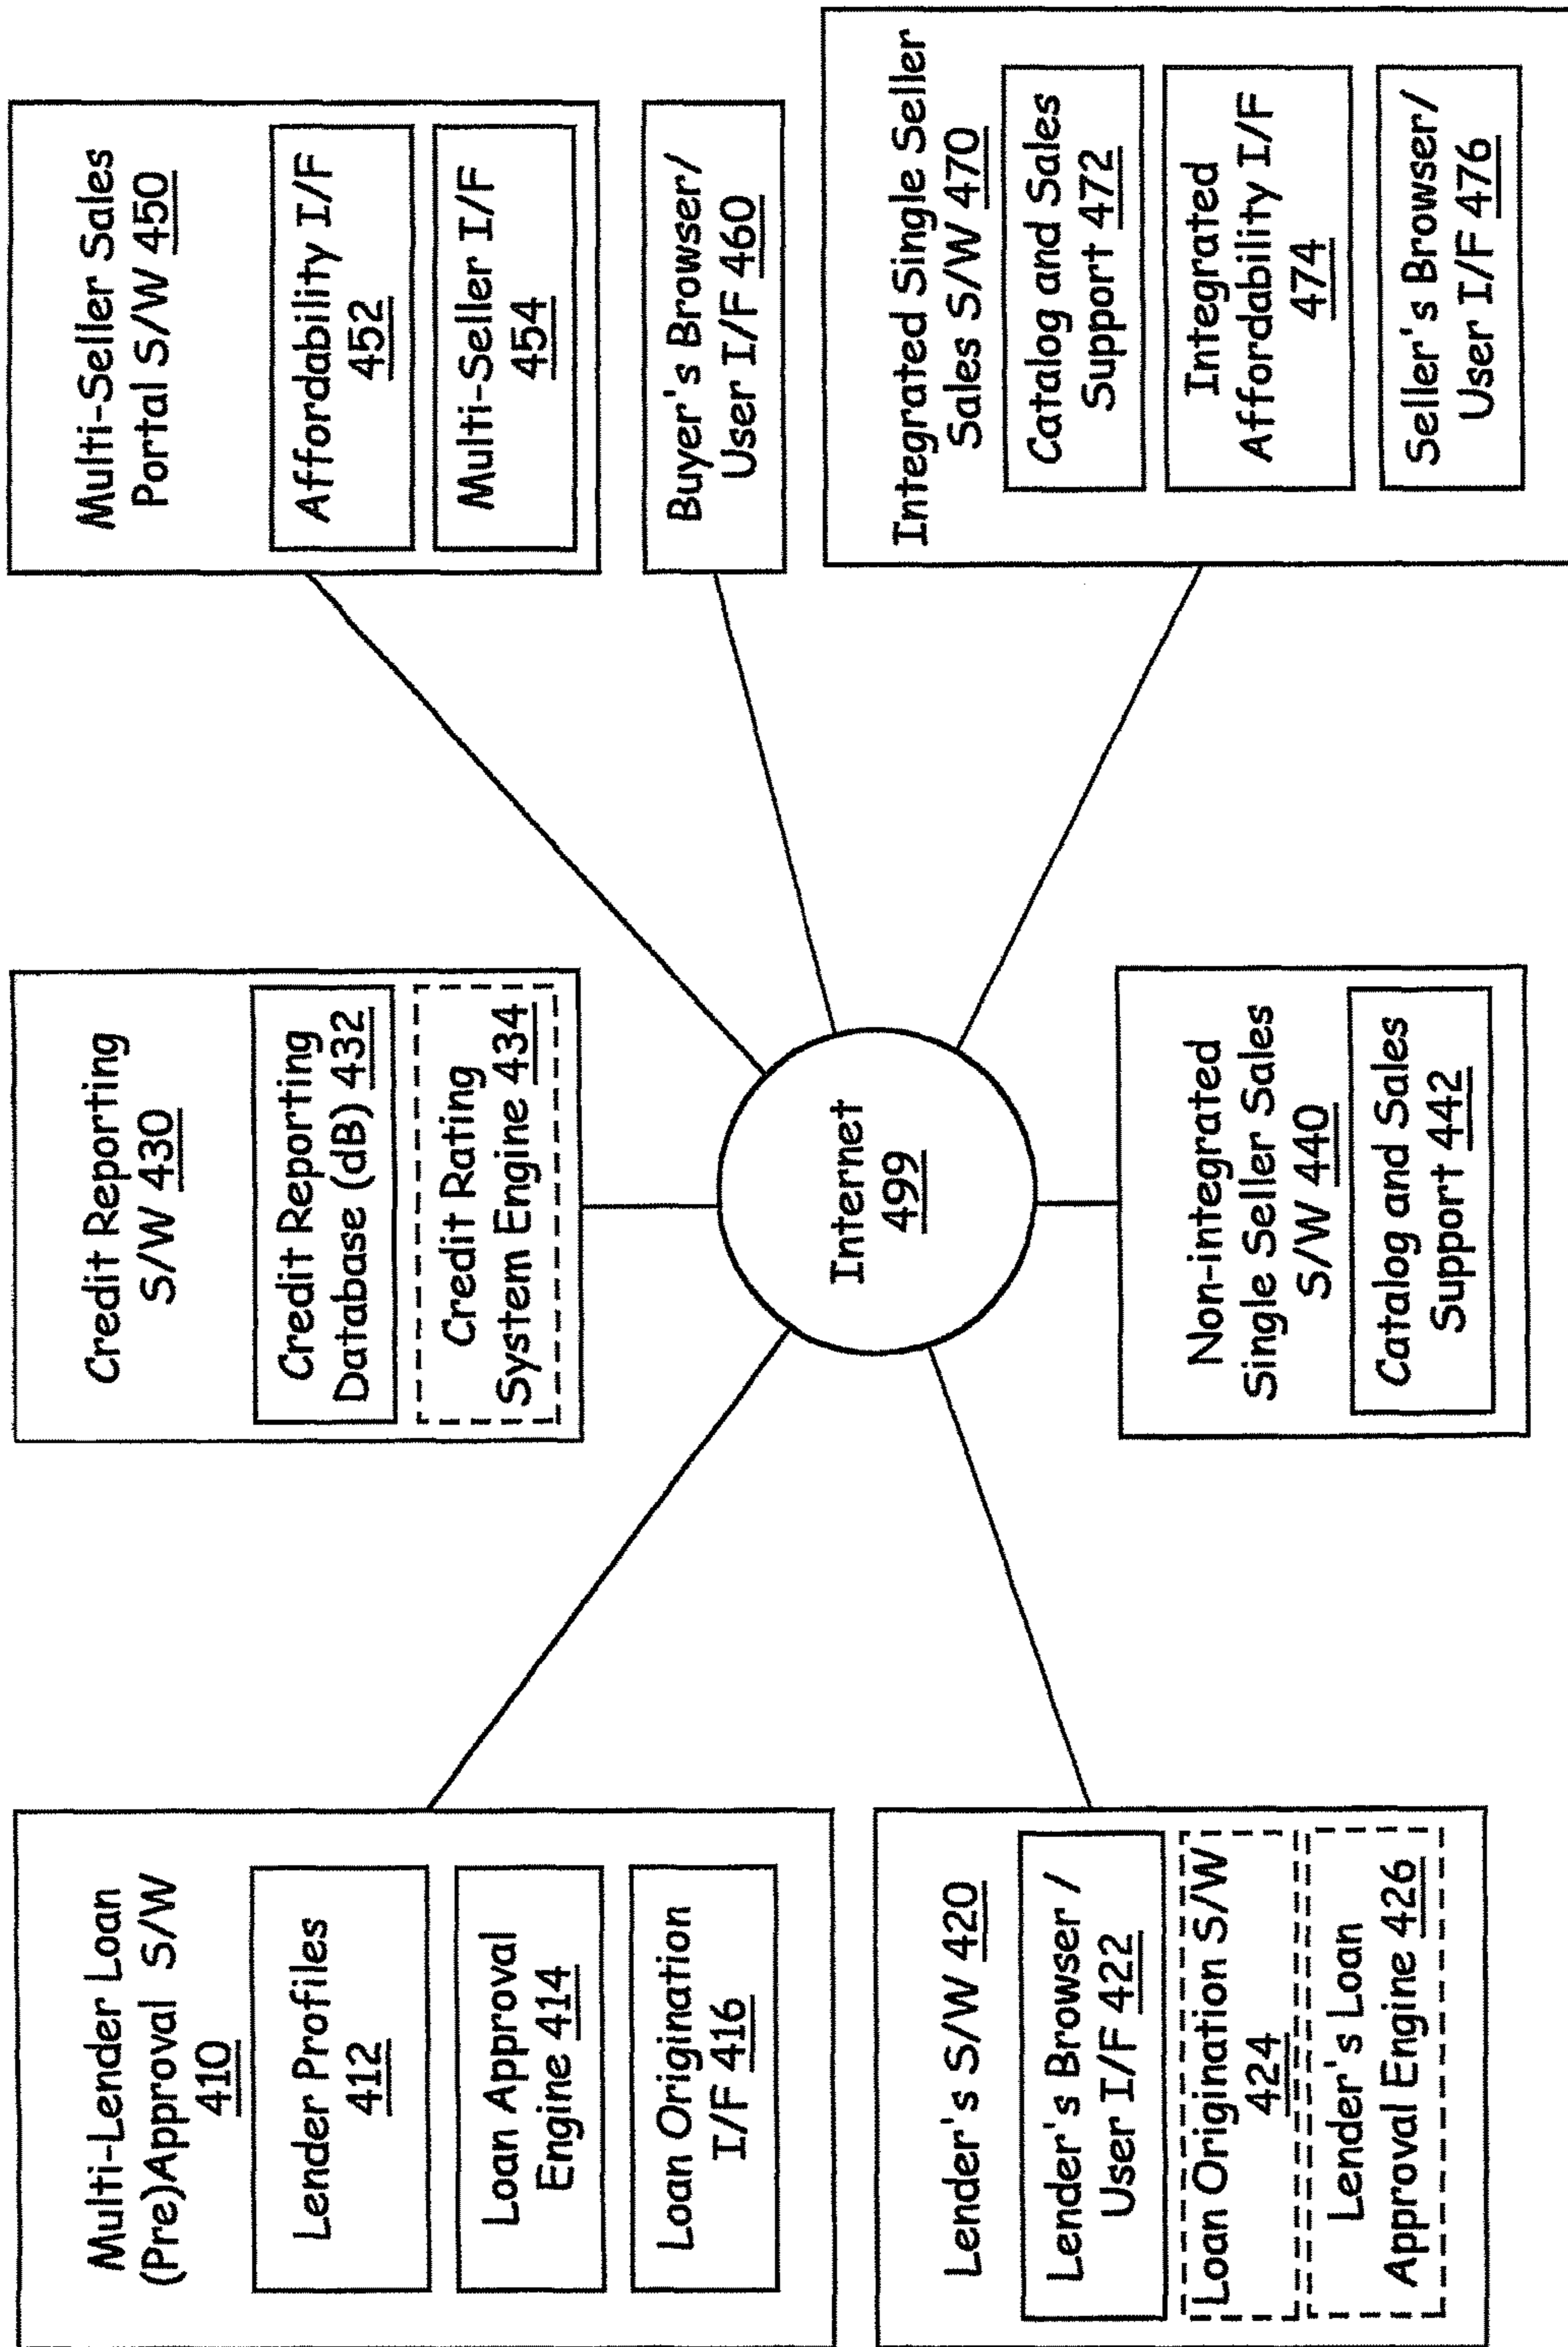 Multi-Lender Loan
(Pre)Approval S/W
410
Lender Profiles
412
Loan Approval
Engine 414
Loan Origination
I/F 416
Lender's S/W 420
Lender's Browser /
User I/F 422
Loan Origination S/W
424
Lender's Loan
Approval Engine 426
Credit Reporting
S/W 430
Credit Reporting
Database (dB) 432
Credit Rating
System Engine 434
Internet
499
Non-integrated
Single Seller Sales
S/W 440
Catalog and Sales
Support 442
Multi-Seller Sales
Portal S/W 450
Affordability I/F
452
Multi-Seller I/F
454
Buyer's Browser/
User I/F 460
Integrated Single Seller
Sales S/W 470
Catalog and Sales
Support 472
Integrated
Affordability I/F
474
Seller's Browser/
User I/F 476